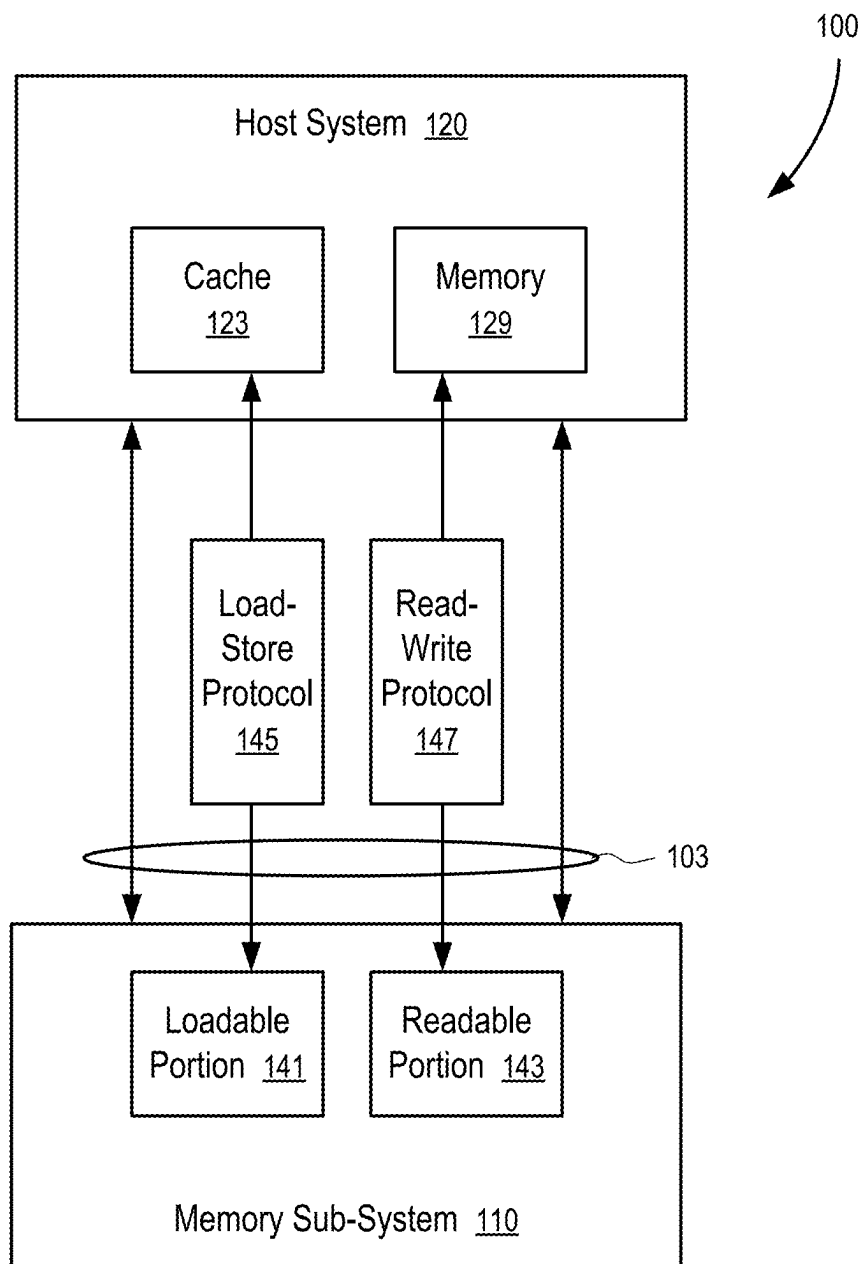 100
Host System 120
Cache
123
Memory
129
Load-
Store
Protocol
145
Read-
Write
Protocol
147
103
Loadable
Portion 141
Readable
Portion 143
Memory Sub-System 110